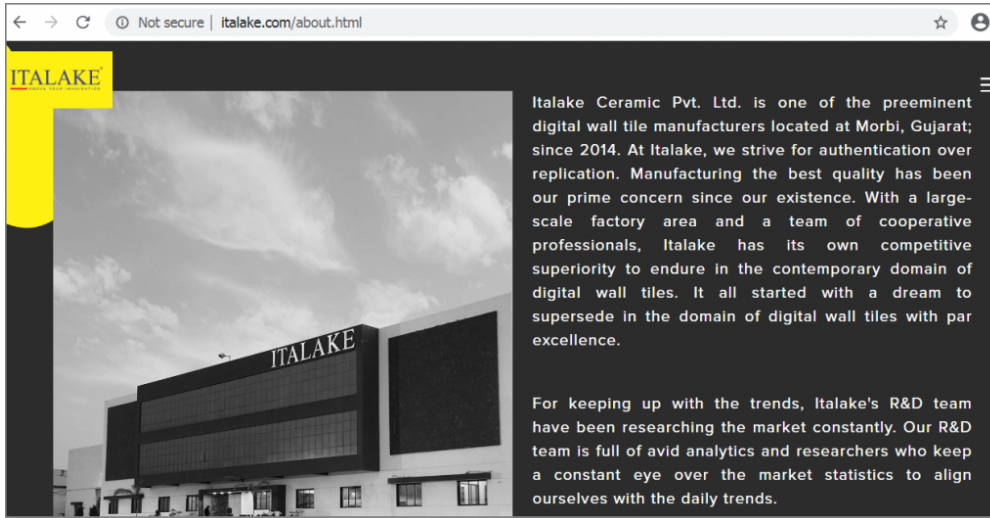 Not secure | italake.com/about.html
ITALAKE
ABOVE YOUR IMAGINATION
Italake Ceramic Pvt. Ltd. is one of the preeminent
digital wall tile manufacturers located at Morbi, Gujarat;
since 2014. At Italake, we strive for authentication over
replication. Manufacturing the best quality has been
our prime concern since our existence. With a large-
scale factory area and a team of cooperative
professionals, Italake has its own competitive
superiority to endure in the contemporary domain of
digital wall tiles. It all started with a dream to
supersede in the domain of digital wall tiles with par
excellence.
For keeping up with the trends, Italake's R&D team
have been researching the market constantly. Our R&D
team is full of avid analytics and researchers who keep
a constant eye over the market statistics to align
ourselves with the daily trends.
ITALAKE